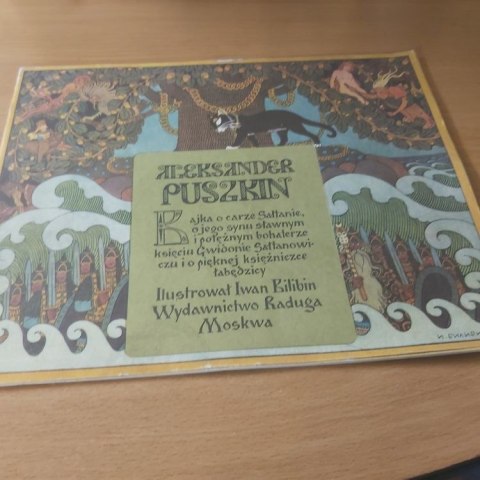 ALEKSANDER
PUSZKIN
Bajka o carze Sałtanie,
o jego synu sławnym
i potężnym bohaterze
księciu Gwidonie Sałtanowi-
czu i o pięknej księżniczce
łabędzicy
Ilustrował Iwan Bilibin
Wydawnictwo Raduga
Moskwa